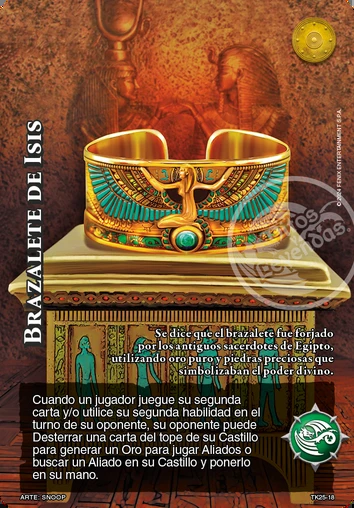 BRAZALETE DE ISIS
©2024 FENIX ENTERTAINMENT S.P.A.
Se dice que el brazalete fue forjado
por los antiguos sacerdotes de Egipto,
utilizando oro puro y piedras preciosas que
simbolizaban el poder divino.
Cuando un jugador juegue su segunda
carta y/o utilice su segunda habilidad en el
turno de su oponente, su oponente puede
Desterrar una carta del tope de su Castillo
para generar un Oro para jugar Aliados o
buscar un Aliado en su Castillo y ponerlo
en su mano.
ARTE: SNOOP
TK25-18